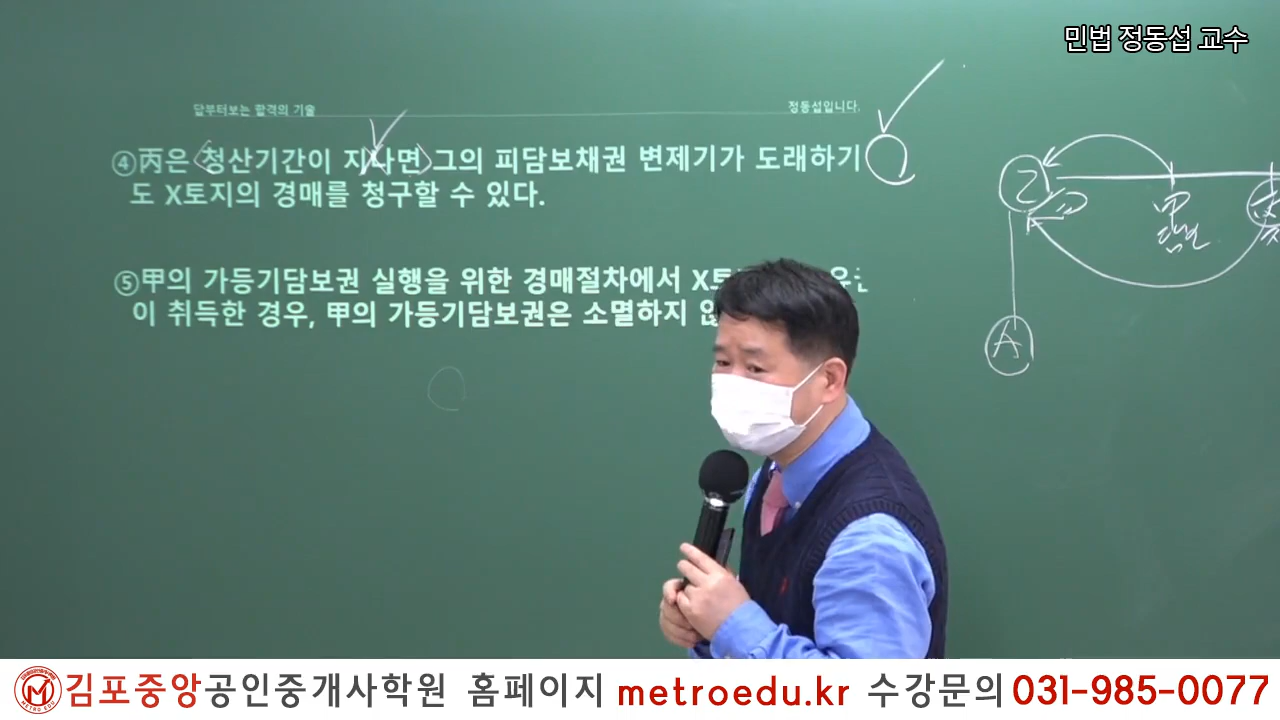 민법 정동섭 교수
답부터보는 합격의 기술
정동섭입니다.
④丙은 청산기간이 지나면 그의 피담보채권 변제기가 도래하기
도 X토지의 경매를 청구할 수 있다.
⑤甲의 가등기담보권 실행을 위한 경매절차에서
이 취득한 경우, 甲의 가등기담보권은 소멸하지
乙
A
METRO EDU
김포중앙공인중개사학원 홈페이지 metroedu.kr 수강문의 031-985-0077